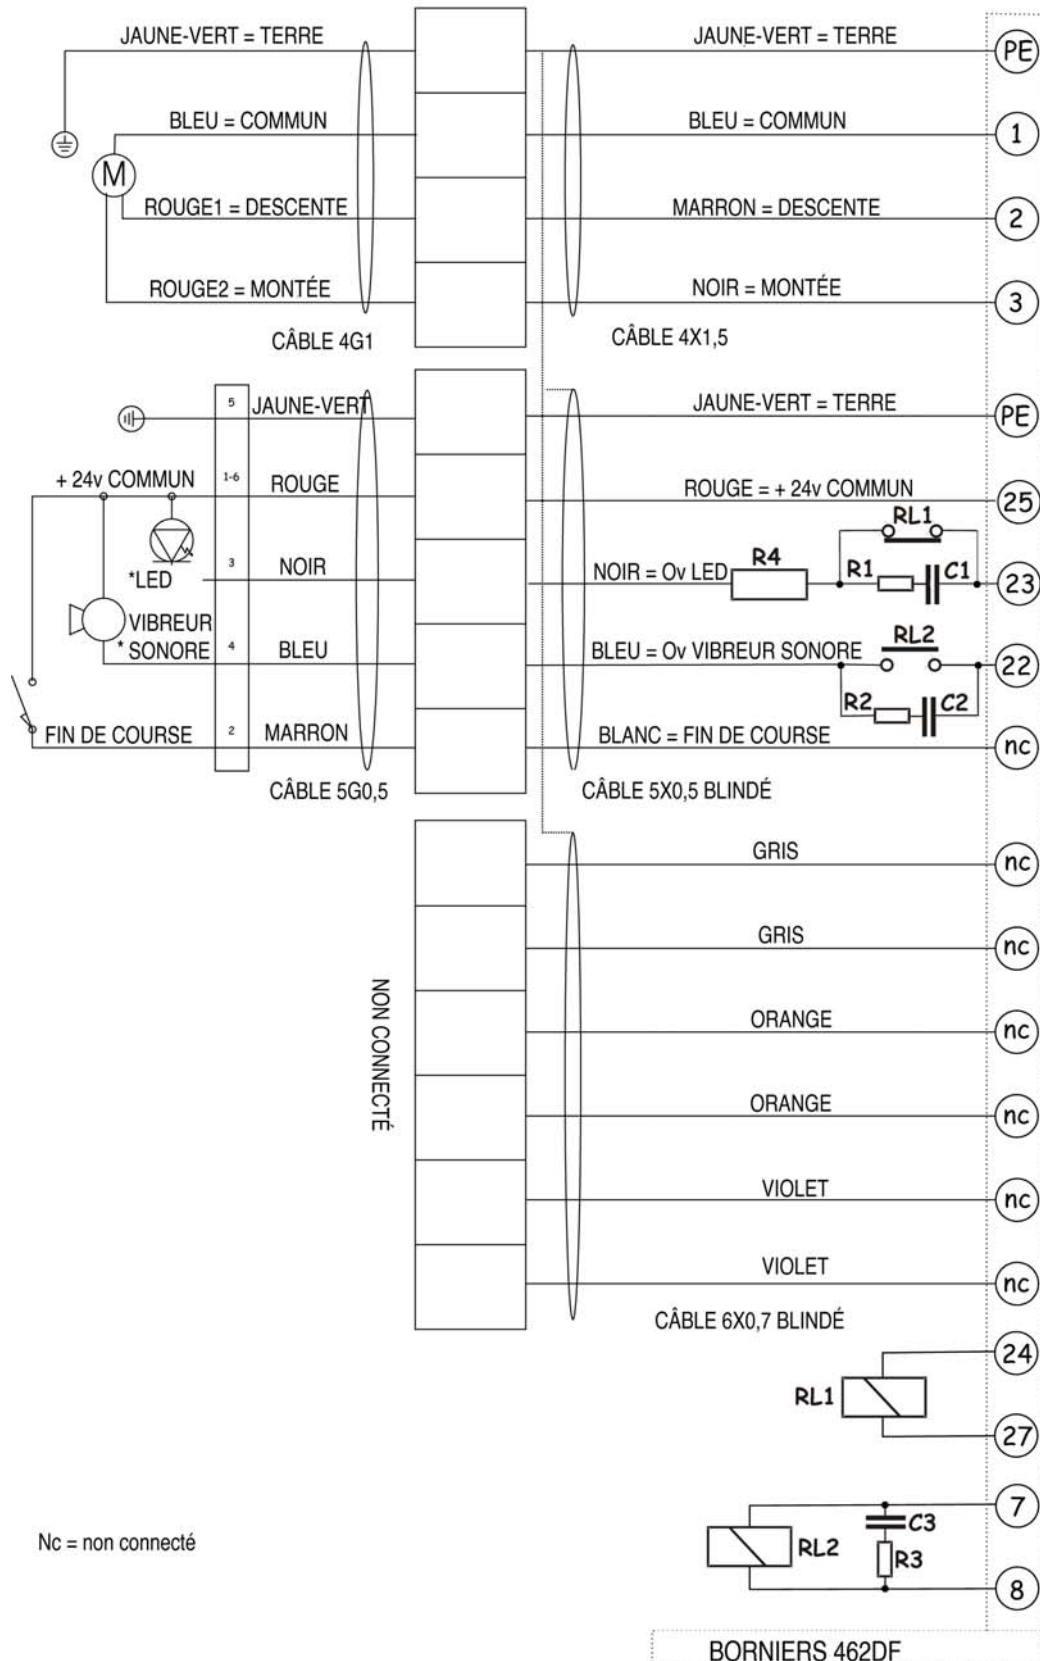 JAUNE-VERT = TERRE
JAUNE-VERT = TERRE
PE
BLEU = COMMUN
BLEU = COMMUN
1
M
ROUGE1 = DESCENTE
MARRON = DESCENTE
2
ROUGE2 = MONTÉE
NOIR = MONTÉE
3
CÂBLE 4G1
CÂBLE 4X1,5
5
JAUNE-VERT
JAUNE-VERT = TERRE
PE
+ 24v COMMUN
1-6
ROUGE
ROUGE = + 24v COMMUN
25
RL1
*LED
3
NOIR
NOIR = Ov LED
R4
R1
C1
23
VIBREUR
* SONORE
4
BLEU
BLEU = Ov VIBREUR SONORE
RL2
22
R2
C2
FIN DE COURSE
2
MARRON
BLANC = FIN DE COURSE
nc
CÂBLE 5G0,5
CÂBLE 5X0,5 BLINDÉ
GRIS
nc
GRIS
nc
NON CONNECTÉ
ORANGE
nc
ORANGE
nc
VIOLET
nc
VIOLET
nc
CÂBLE 6X0,7 BLINDÉ
24
RL1
27
7
C3
Nc = non connecté
RL2
R3
8
BORNIERS 462DF